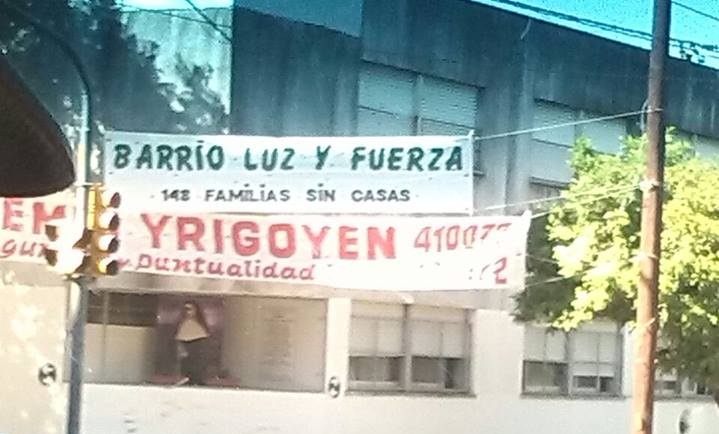 BARRIO LUZ Y FUERZA
148 FAMILIAS SIN CASAS
YRIGOYEN
y puntualidad